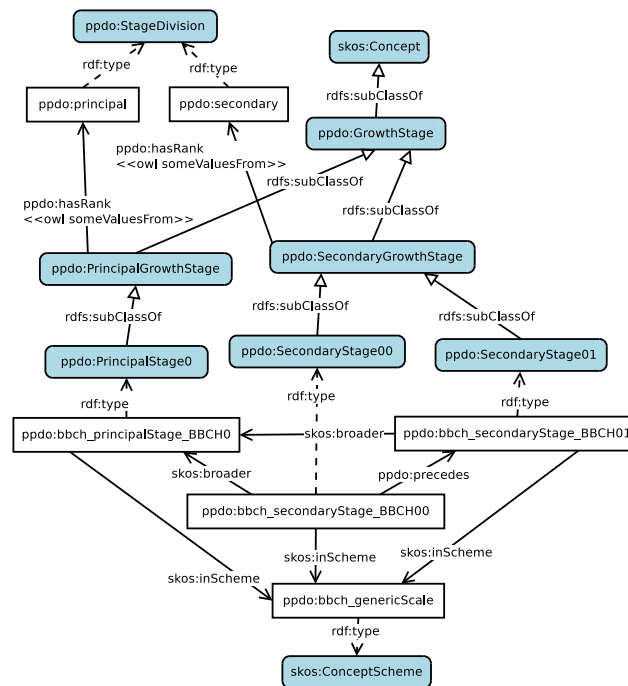 ppdo:StageDivision
skos:Concept
rdf:type
rdf:type
rdfs:subClassOf
ppdo:principal
ppdo:secondary
ppdo:GrowthStage
ppdo:hasRank
<<owl someValuesFrom>>
rdfs:subClassOf
ppdo:hasRank
<<owl someValuesFrom>>
rdfs:subClassOf
ppdo:PrincipalGrowthStage
ppdo:SecondaryGrowthStage
rdfs:subClassOf
rdfs:subClassOf
rdfs:subClassOf
ppdo:PrincipalStage0
ppdo:SecondaryStage00
ppdo:SecondaryStage01
rdf:type
rdf:type
rdf:type
ppdo:bbch_principalStage_BBCH0
skos:broader
ppdo:bbch_secondaryStage_BBCH01
skos:broader
ppdo:precedes
ppdo:bbch_secondaryStage_BBCH00
skos:inScheme
skos:inScheme
skos:inScheme
ppdo:bbch_genericScale
rdf:type
skos:ConceptScheme